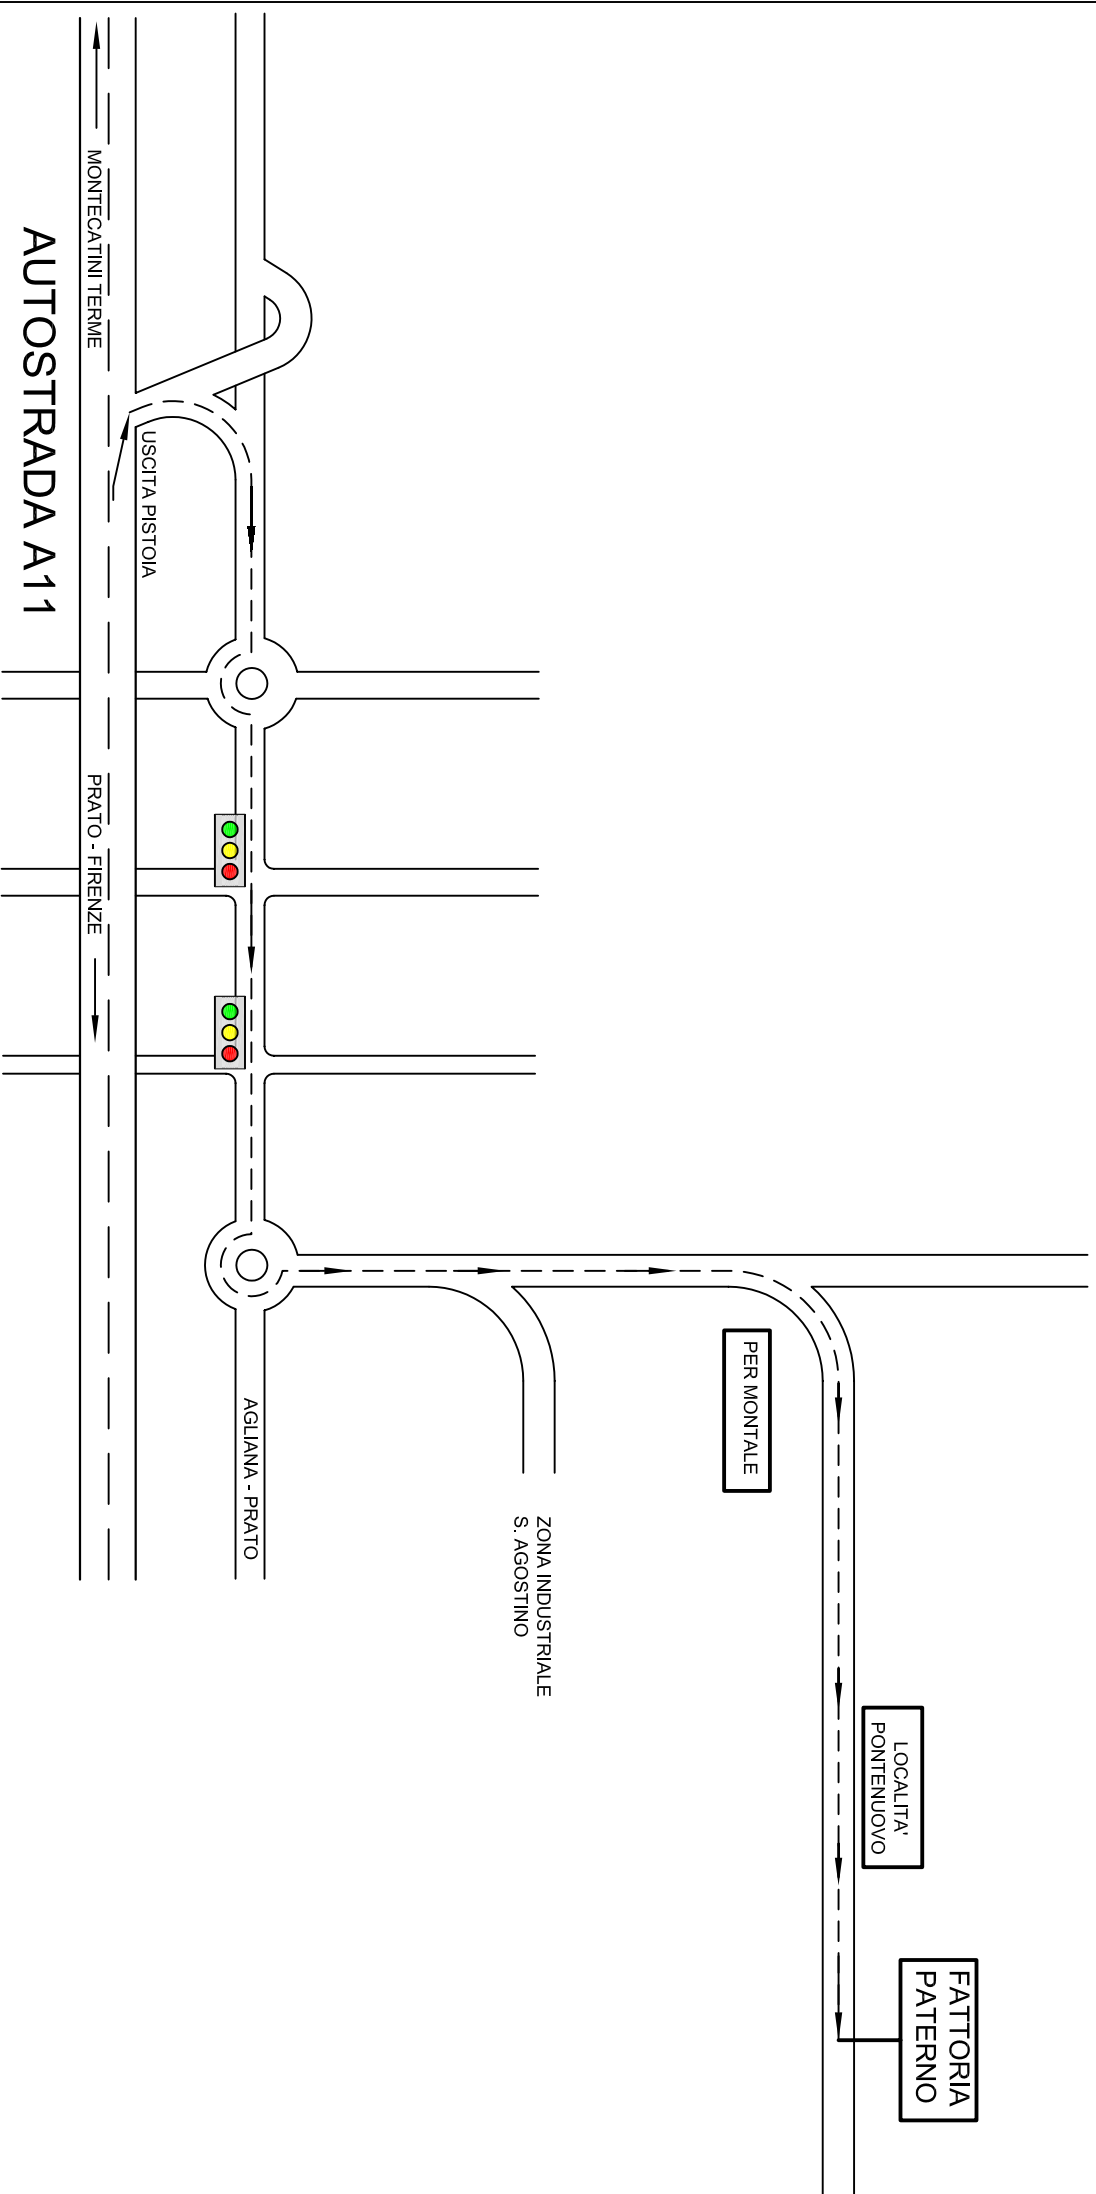 FATTORIA
PATERNO
LOCALITA'
PONTENUOVO
PER MONTALE
ZONA INDUSTRIALE
S. AGOSTINO
AGLIANA - PRATO
USCITA PISTOIA
MONTECATINI TERME
PRATO - FIRENZE
AUTOSTRADA A11